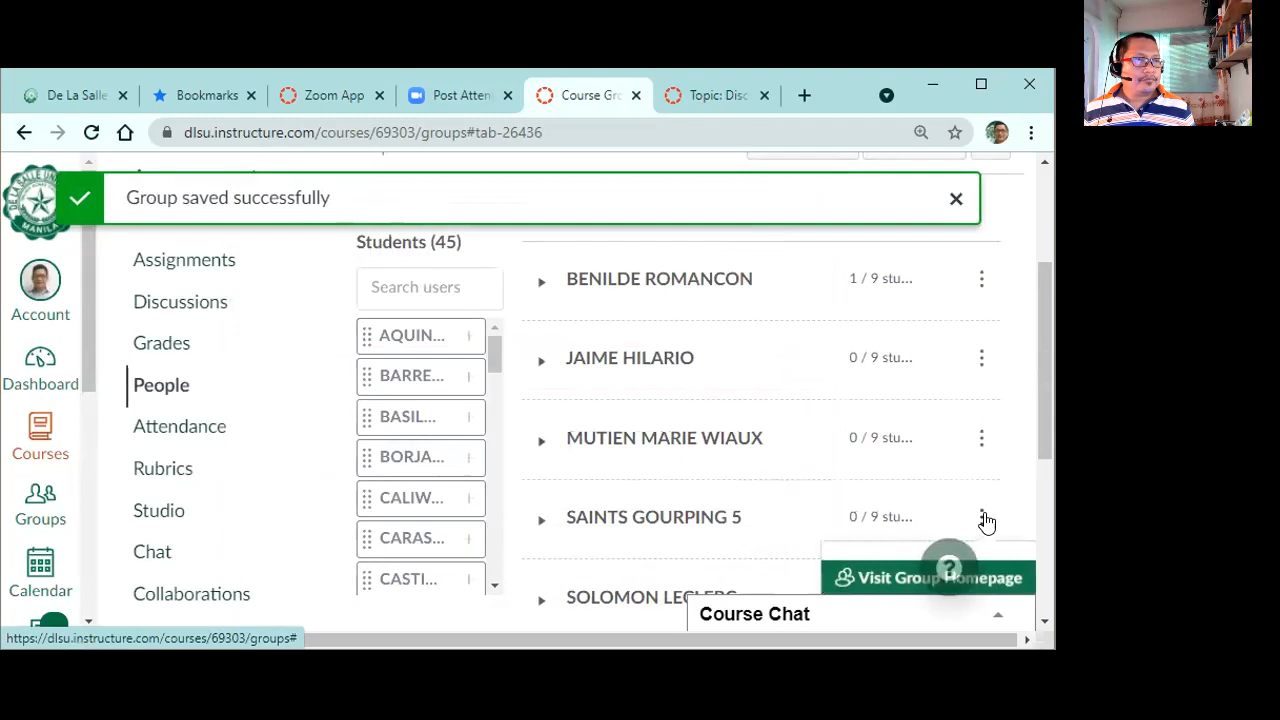 De La Salle
Bookmarks
Zoom App
Post Atten
Course Gro
Topic: Disc
dlsu.instructure.com/courses/69303/groups#tab-26436
Group saved successfully
Account
Dashboard
Courses
Groups
Calendar
Assignments
Discussions
Grades
People
Attendance
Rubrics
Studio
Chat
Collaborations
Students (45)
Search users
AQUIN...
BARRE...
BASIL...
BORJA...
CALIW...
CARAS...
CASTI...
BENILDE ROMANCON 1 / 9 stu...
JAIME HILARIO 0 / 9 stu...
MUTIEN MARIE WIAUX 0 / 9 stu...
SAINTS GOURPING 5 0 / 9 stu...
SOLOMON LECLERC
Visit Group Homepage
Course Chat
https://dlsu.instructure.com/courses/69303/groups#